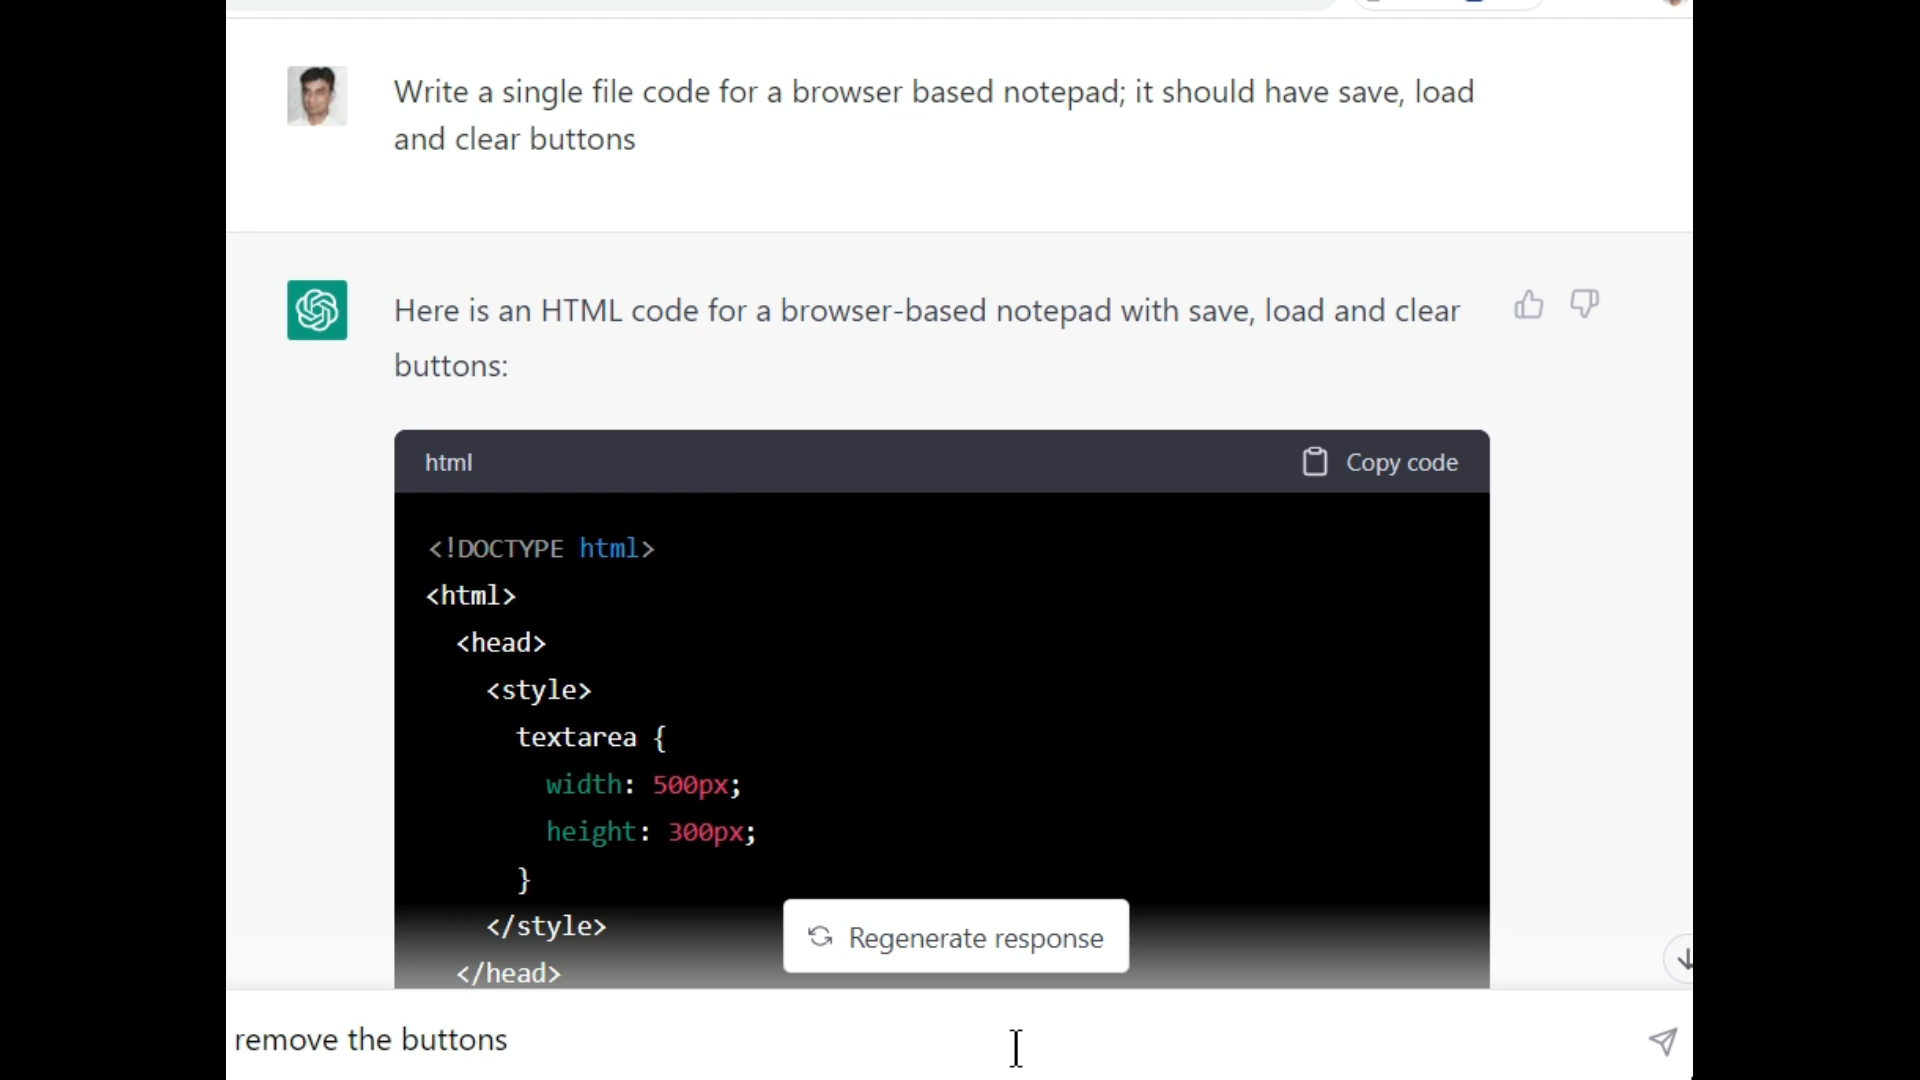 Write a single file code for a browser based notepad; it should have save, load
and clear buttons
Here is an HTML code for a browser-based notepad with save, load and clear
buttons:
html Copy code
<!DOCTYPE html>
<html>
<head>
<style>
textarea {
width: 500px;
height: 300px;
}
</style>
</head>
Regenerate response
remove the buttons